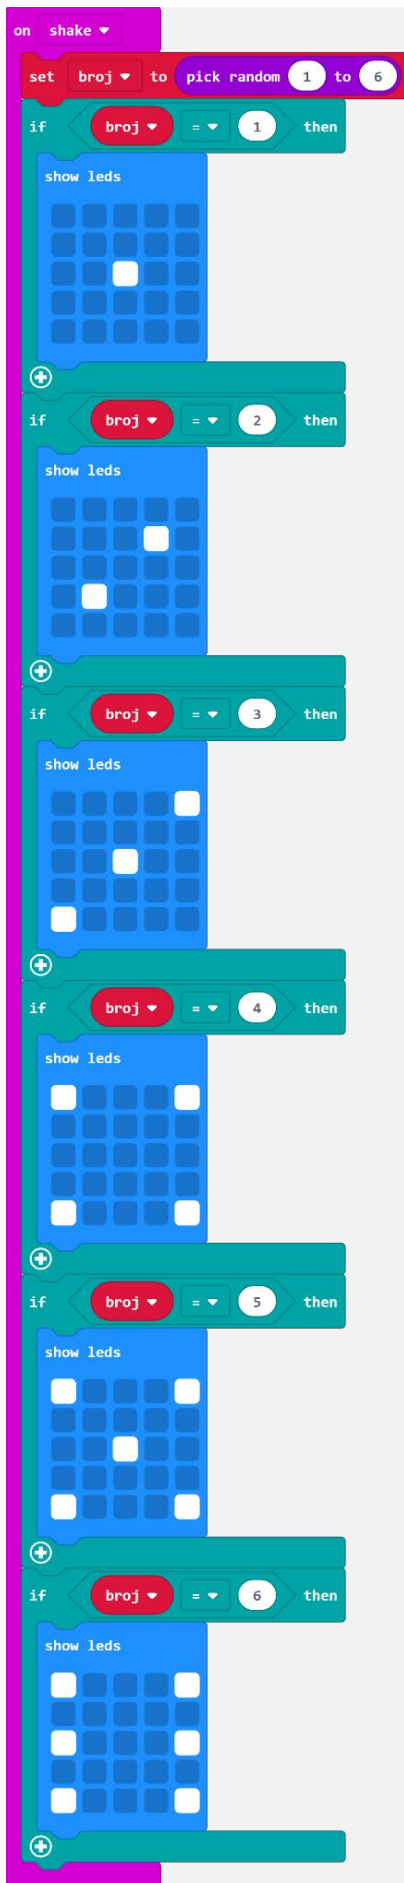 on shake
set broj to pick random 1 to 6
if broj = 1 then
show leds
if broj = 2 then
show leds
if broj = 3 then
show leds
if broj = 4 then
show leds
if broj = 5 then
show leds
if broj = 6 then
show leds